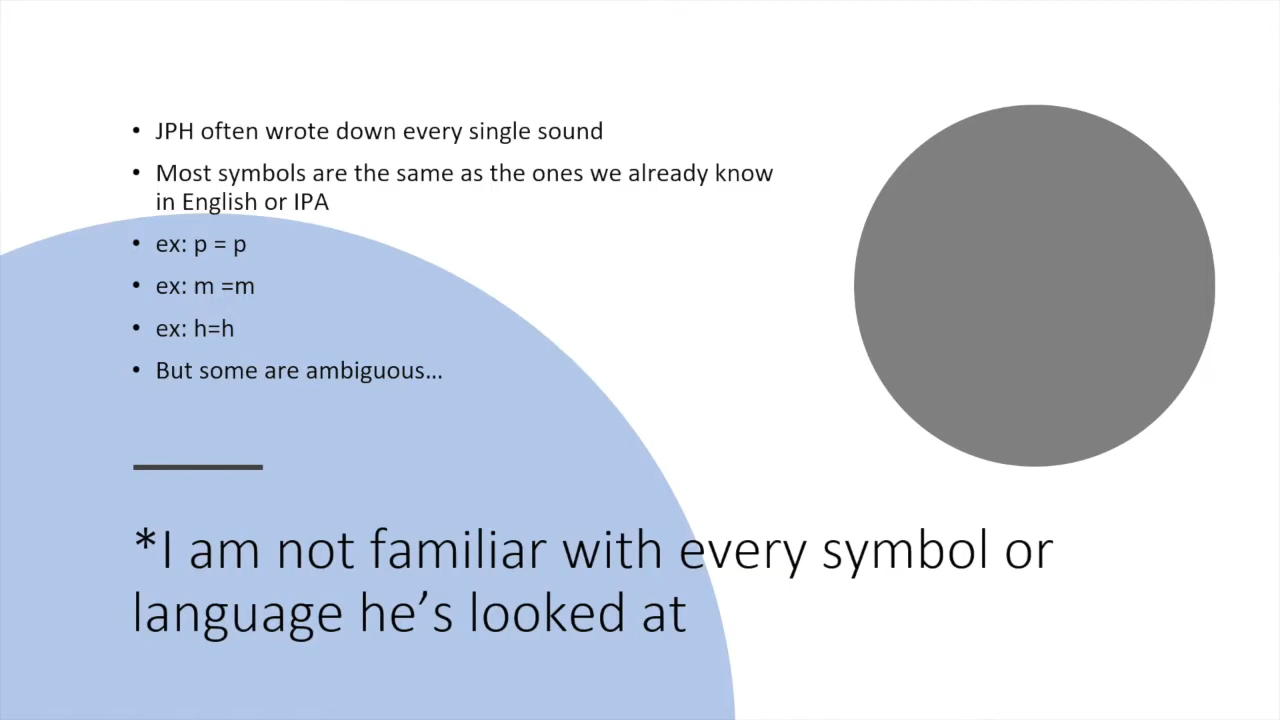 • JPH often wrote down every single sound
• Most symbols are the same as the ones we already know
in English or IPA
• ex: p = p
• ex: m =m
• ex: h=h
• But some are ambiguous…
*I am not familiar with every symbol or
language he’s looked at